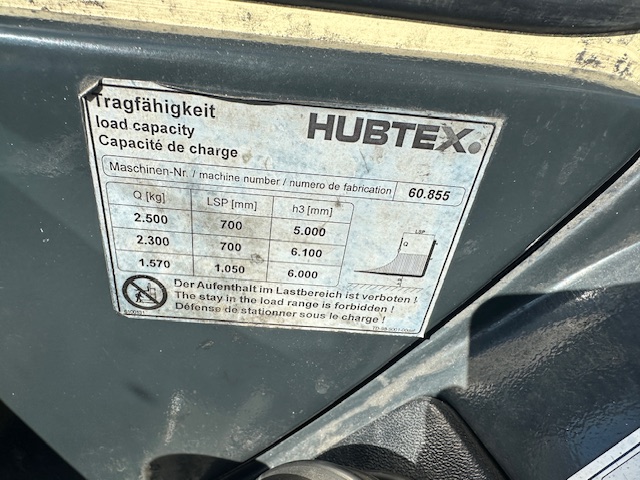 Tragfähigkeit
load capacity
Capacité de charge
HUBTEX.
Maschinen-Nr. / machine number / numero de fabrication 60.855
Q [kg] LSP [mm] h3 [mm]
2.500 700 5.000
2.300 700 6.100
1.570 1.050 6.000
LSP
Q
Der Aufenthalt im Lastbereich ist verboten !
The stay in the load range is forbidden !
Défense de stationner sous le charge !